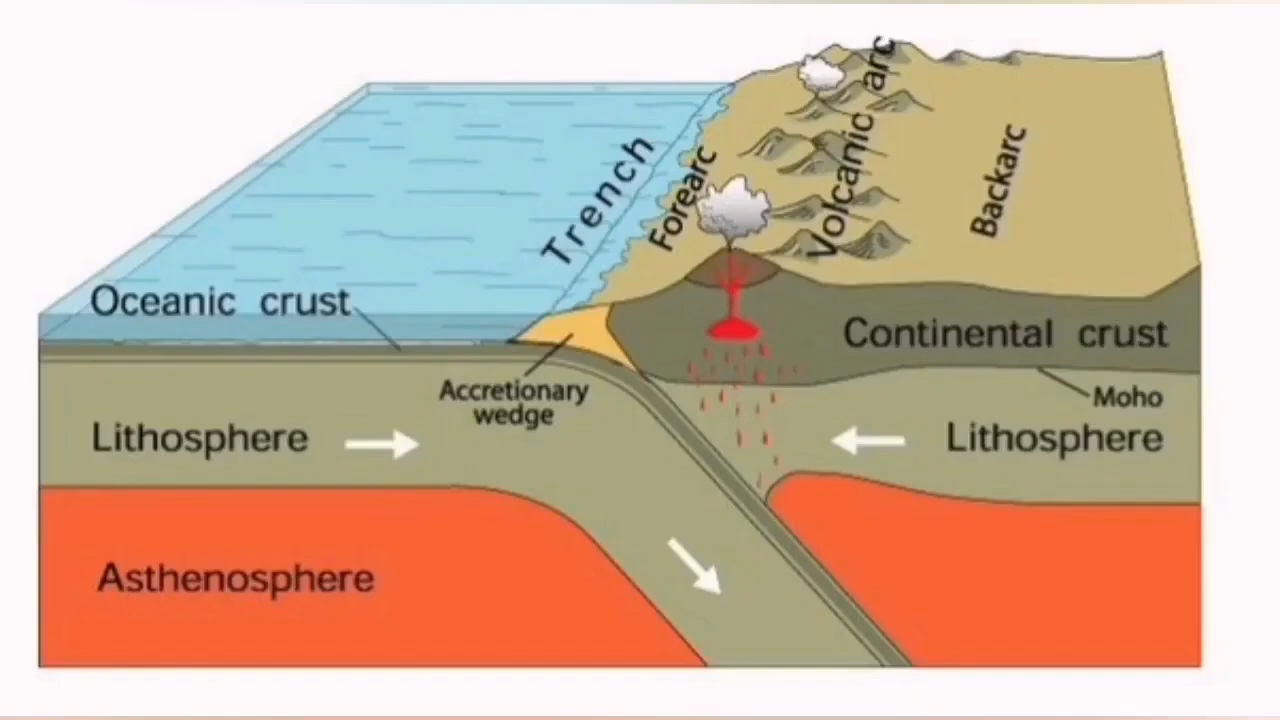 Trench
Forearc
Volcanic arc
Backarc
Oceanic crust
Continental crust
Accretionary
wedge
Moho
Lithosphere
Lithosphere
Asthenosphere